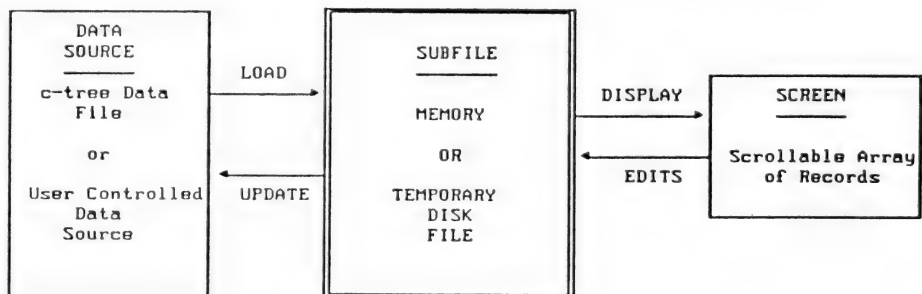 DATA
SOURCE
c-tree Data
File
or
User Controlled
Data
Source
LOAD
UPDATE
SUBFILE
MEMORY
OR
TEMPORARY
DISK
FILE
DISPLAY
EDITS
SCREEN
Scrollable Array
of Records